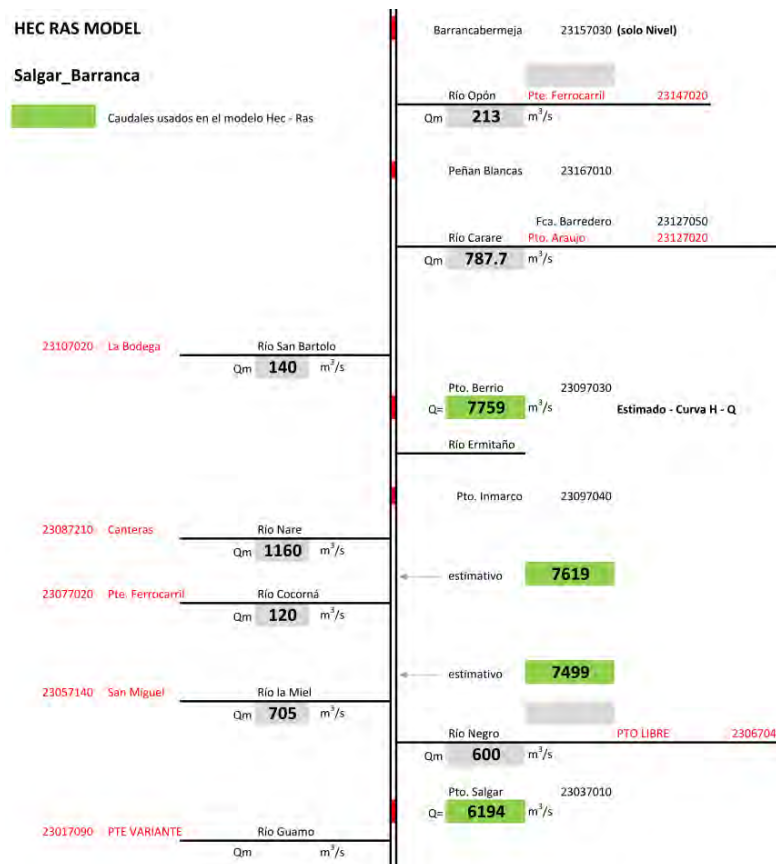 HEC RAS MODEL
Barrancabermeja 23157030 (solo Nivel)
Salgar_Barranca
Río Opón Pte. Ferrocarril 23147020
Caudales usados en el modelo Hec - Ras
Qm 213 m³/s
Peñan Blancas 23167010
Fca. Barredero 23127050
Río Carare Pto. Araujo 23127020
Qm 787.7 m³/s
23107020 La Bodega Río San Bartolo
Qm 140 m³/s
Pto. Berrio 23097030
Q= 7759 m³/s Estimado - Curva H - Q
Río Ermitaño
Pto. Inmarco 23097040
23087210 Canteras Río Nare
Qm 1160 m³/s
estimativo 7619
23077020 Pte. Ferrocarril Río Cocorná
Qm 120 m³/s
estimativo 7499
23057140 San Miguel Río la Miel
Qm 705 m³/s
Río Negro PTO LIBRE 2306704
Qm 600 m³/s
Pto. Salgar 23037010
Q= 6194 m³/s
23017090 PTE VARIANTE Río Guamo
Qm m³/s